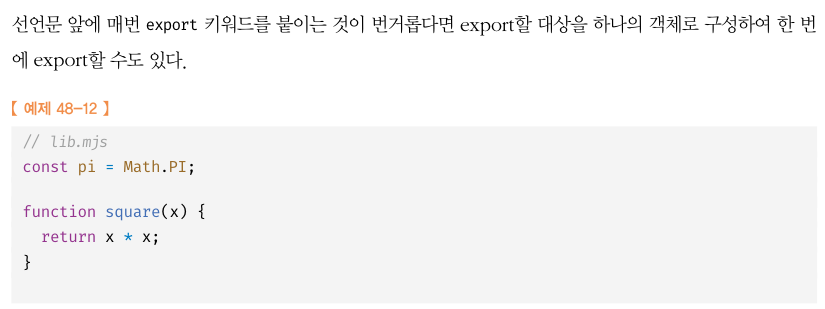 선언문 앞에 매번 export 키워드를 붙이는 것이 번거롭다면 export할 대상을 하나의 객체로 구성하여 한 번
에 export할 수도 있다.
【 예제 48-12 】
// lib.mjs
const pi = Math.PI;
function square(x) {
  return x * x;
}